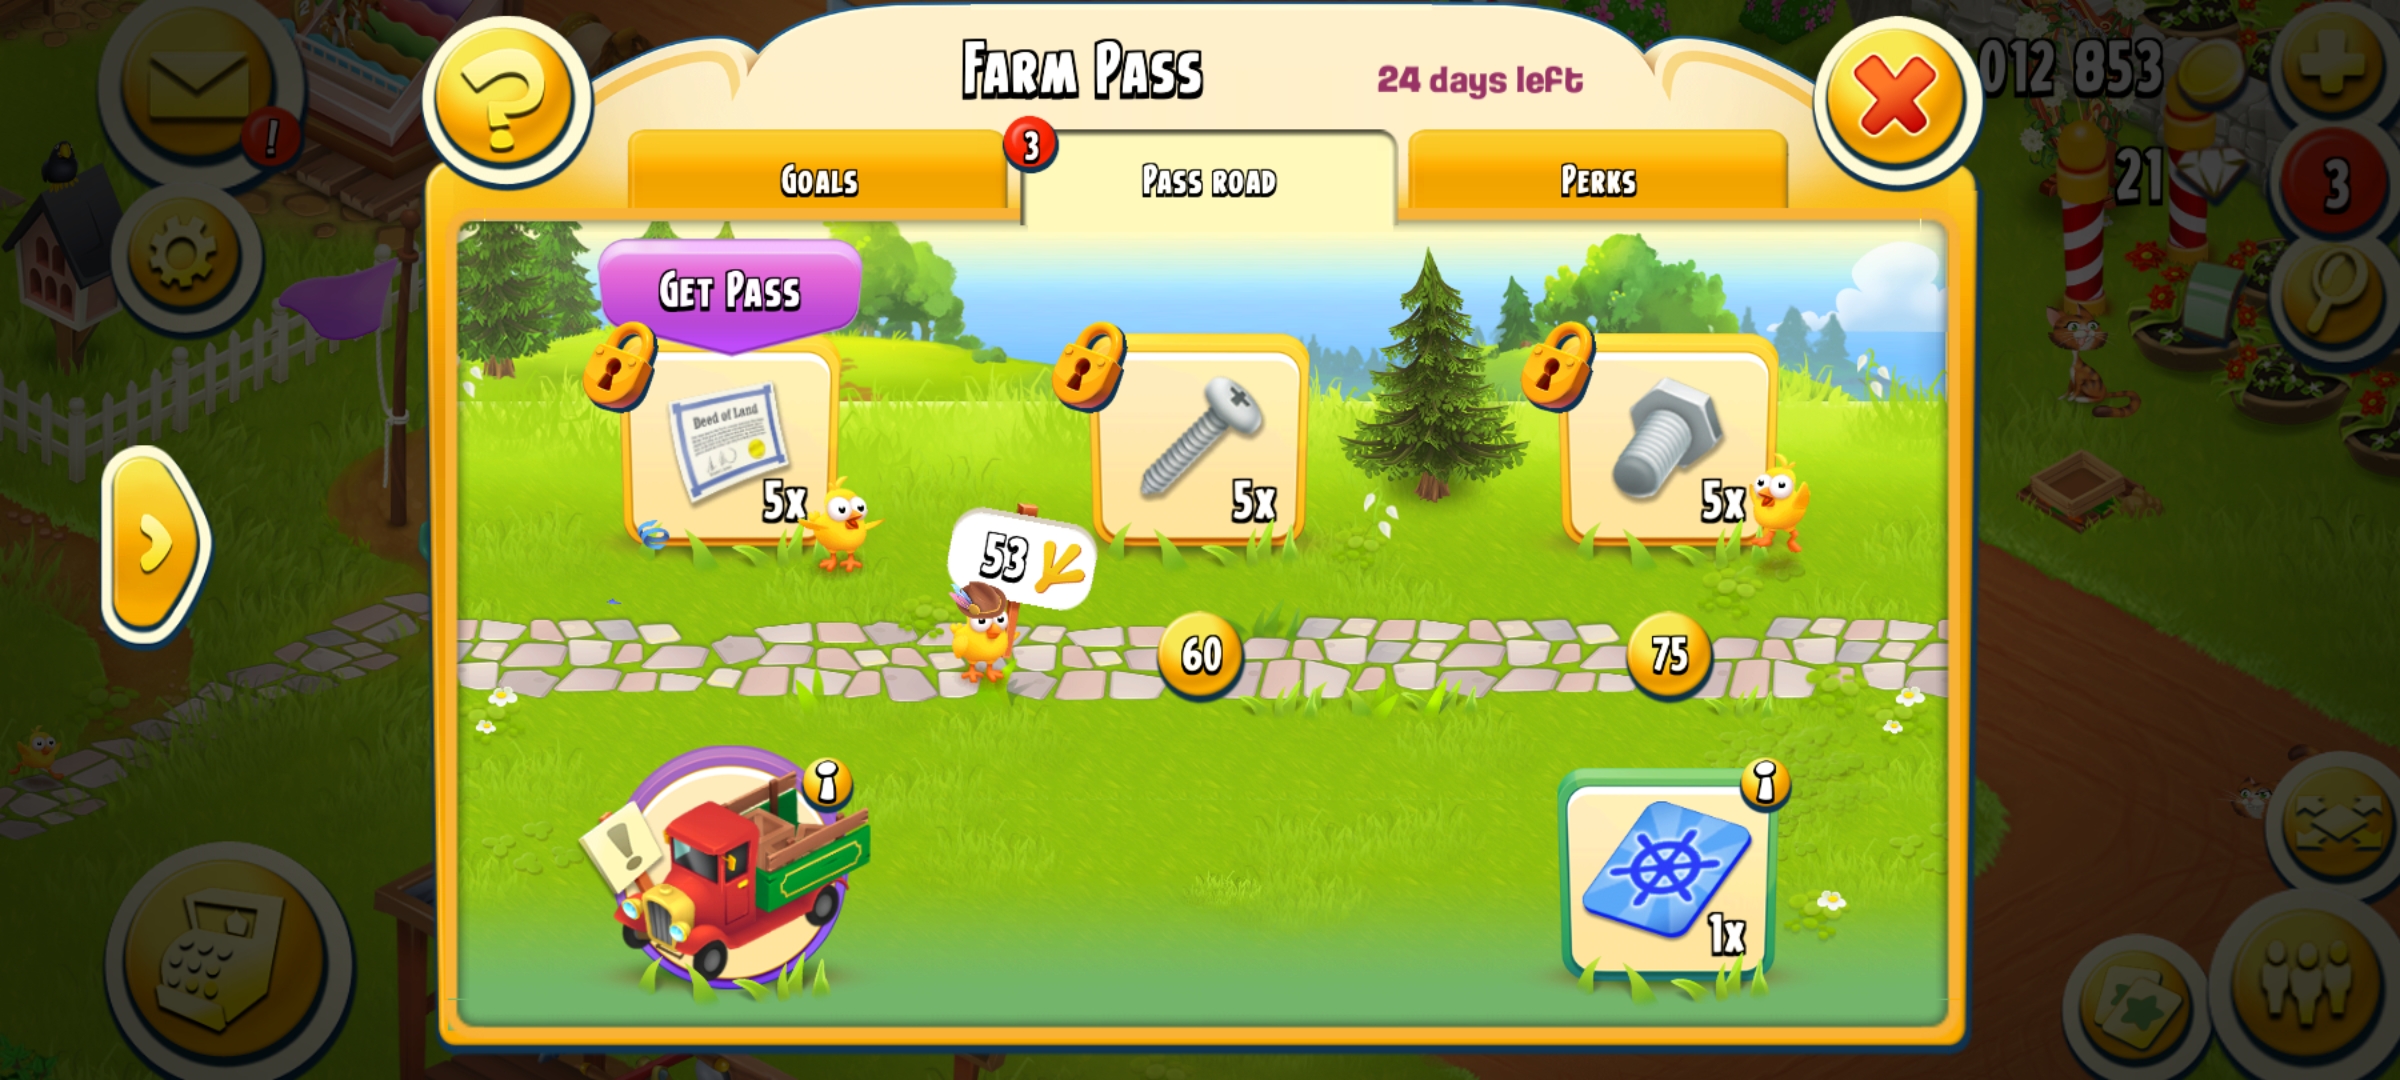 FARM PASS
24 days left
012 853
GOALS
3
PASS ROAD
PERKS
21
3
GET PASS
Deed of Land
5x
5x
5x
53
60
75
1x